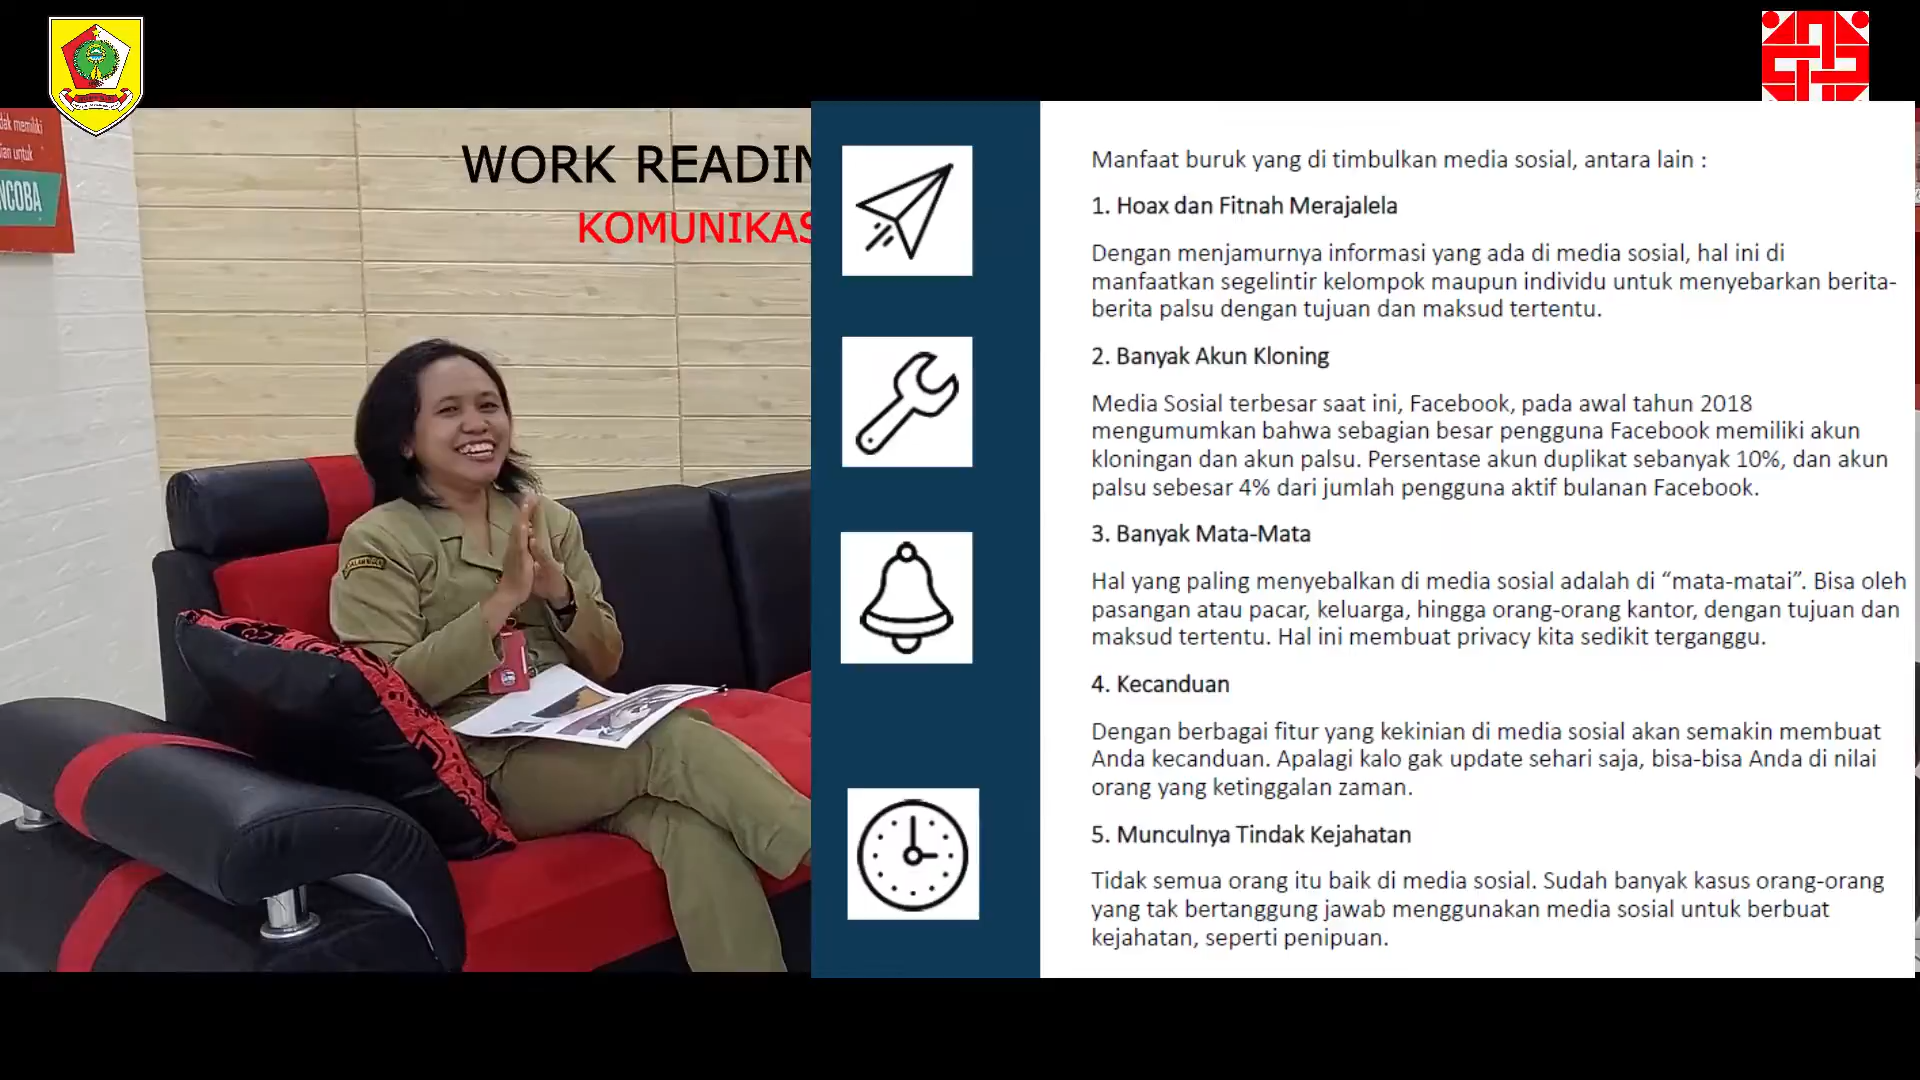 dak memiliki
ian untuk
NCOBA
WORK READIN
KOMUNIKAS
Manfaat buruk yang di timbulkan media sosial, antara lain :
1. Hoax dan Fitnah Merajalela
Dengan menjamurnya informasi yang ada di media sosial, hal ini di
manfaatkan segelintir kelompok maupun individu untuk menyebarkan berita-
berita palsu dengan tujuan dan maksud tertentu.
2. Banyak Akun Kloning
Media Sosial terbesar saat ini, Facebook, pada awal tahun 2018
mengumumkan bahwa sebagian besar pengguna Facebook memiliki akun
kloningan dan akun palsu. Persentase akun duplikat sebanyak 10%, dan akun
palsu sebesar 4% dari jumlah pengguna aktif bulanan Facebook.
3. Banyak Mata-Mata
Hal yang paling menyebalkan di media sosial adalah di “mata-matai”. Bisa oleh
pasangan atau pacar, keluarga, hingga orang-orang kantor, dengan tujuan dan
maksud tertentu. Hal ini membuat privacy kita sedikit terganggu.
4. Kecanduan
Dengan berbagai fitur yang kekinian di media sosial akan semakin membuat
Anda kecanduan. Apalagi kalo gak update sehari saja, bisa-bisa Anda di nilai
orang yang ketinggalan zaman.
5. Munculnya Tindak Kejahatan
Tidak semua orang itu baik di media sosial. Sudah banyak kasus orang-orang
yang tak bertanggung jawab menggunakan media sosial untuk berbuat
kejahatan, seperti penipuan.